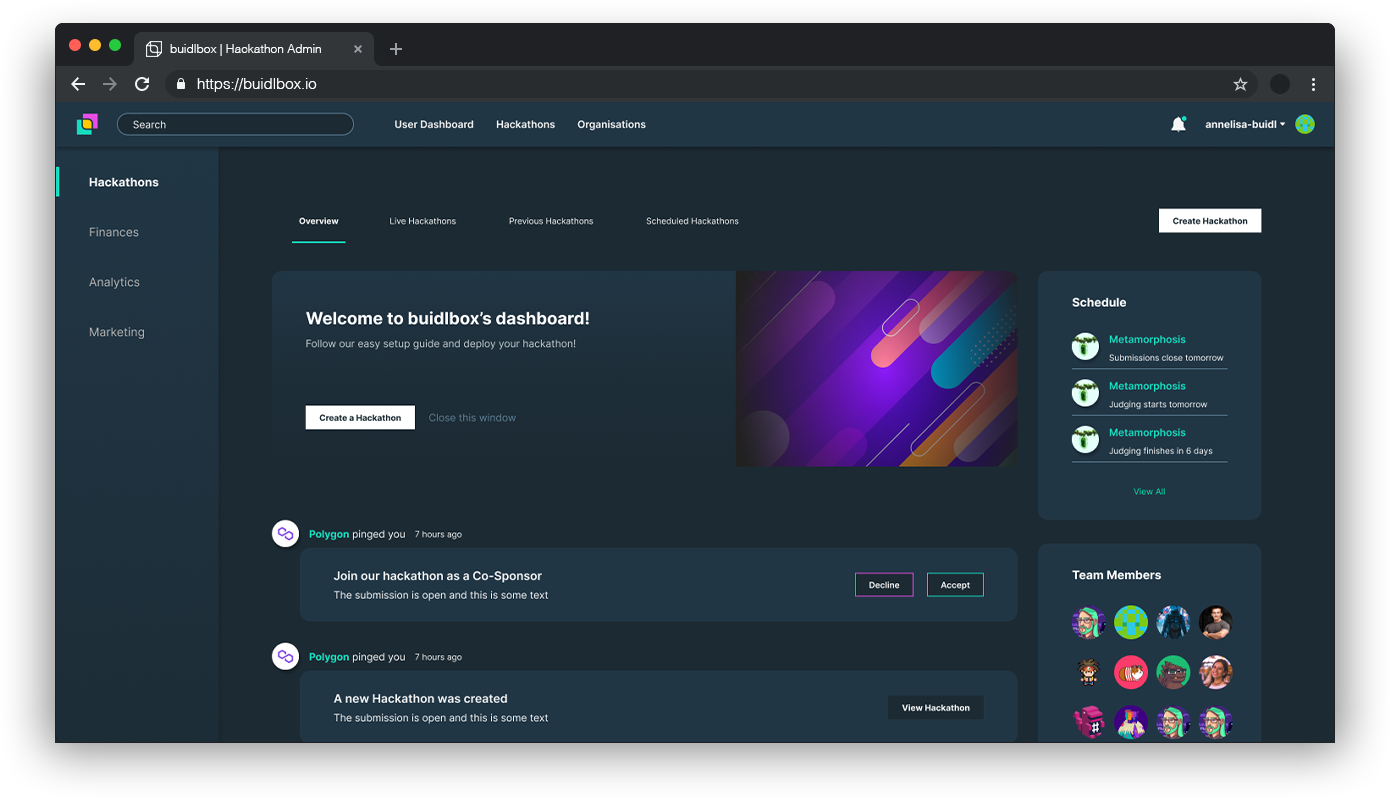 buidlbox | Hackathon Admin
https://buidlbox.io
Search
User Dashboard
Hackathons
Organisations
annelisa-buidl
Hackathons
Finances
Analytics
Marketing
Overview
Live Hackathons
Previous Hackathons
Scheduled Hackathons
Create Hackathon
Welcome to buidlbox’s dashboard!
Follow our easy setup guide and deploy your hackathon!
Create a Hackathon
Close this window
Schedule
Metamorphosis
Submissions close tomorrow
Metamorphosis
Judging starts tomorrow
Metamorphosis
Judging finishes in 6 days
View All
Polygon pinged you 7 hours ago
Join our hackathon as a Co-Sponsor
The submission is open and this is some text
Decline
Accept
Polygon pinged you 7 hours ago
A new Hackathon was created
The submission is open and this is some text
View Hackathon
Team Members